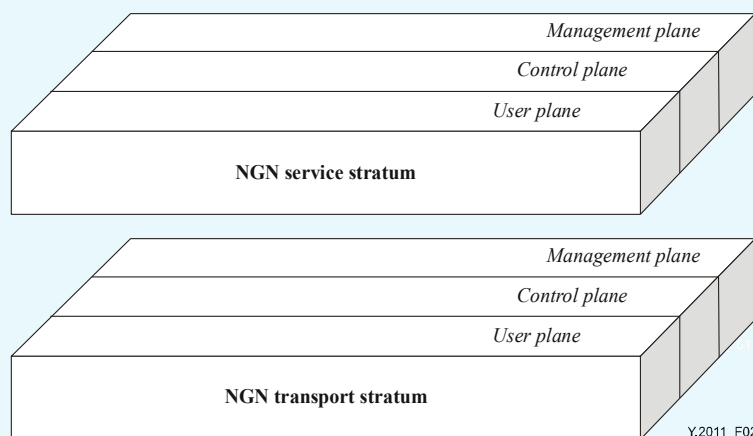 Management plane
Control plane
User plane
NGN service stratum
Management plane
Control plane
User plane
NGN transport stratum
Y.2011_F02